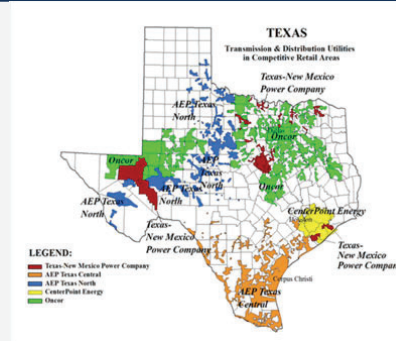 TEXAS
Transmission & Distribution Utilities
in Competitive Retail Areas
Texas-New Mexico
Power Company
AEP Texas
North
Oncor
Oncor
AEP
Texas
North
AEP Texas
North
Oncor
AEP Texas
North
CenterPoint Energy
Texas-
New Mexico
Power Company
Texas-
New Mexico
Power Company
Corpus Christi
AEP Texas
Central
LEGEND:
Texas-New Mexico Power Company
AEP Texas Central
AEP Texas North
CenterPoint Energy
Oncor